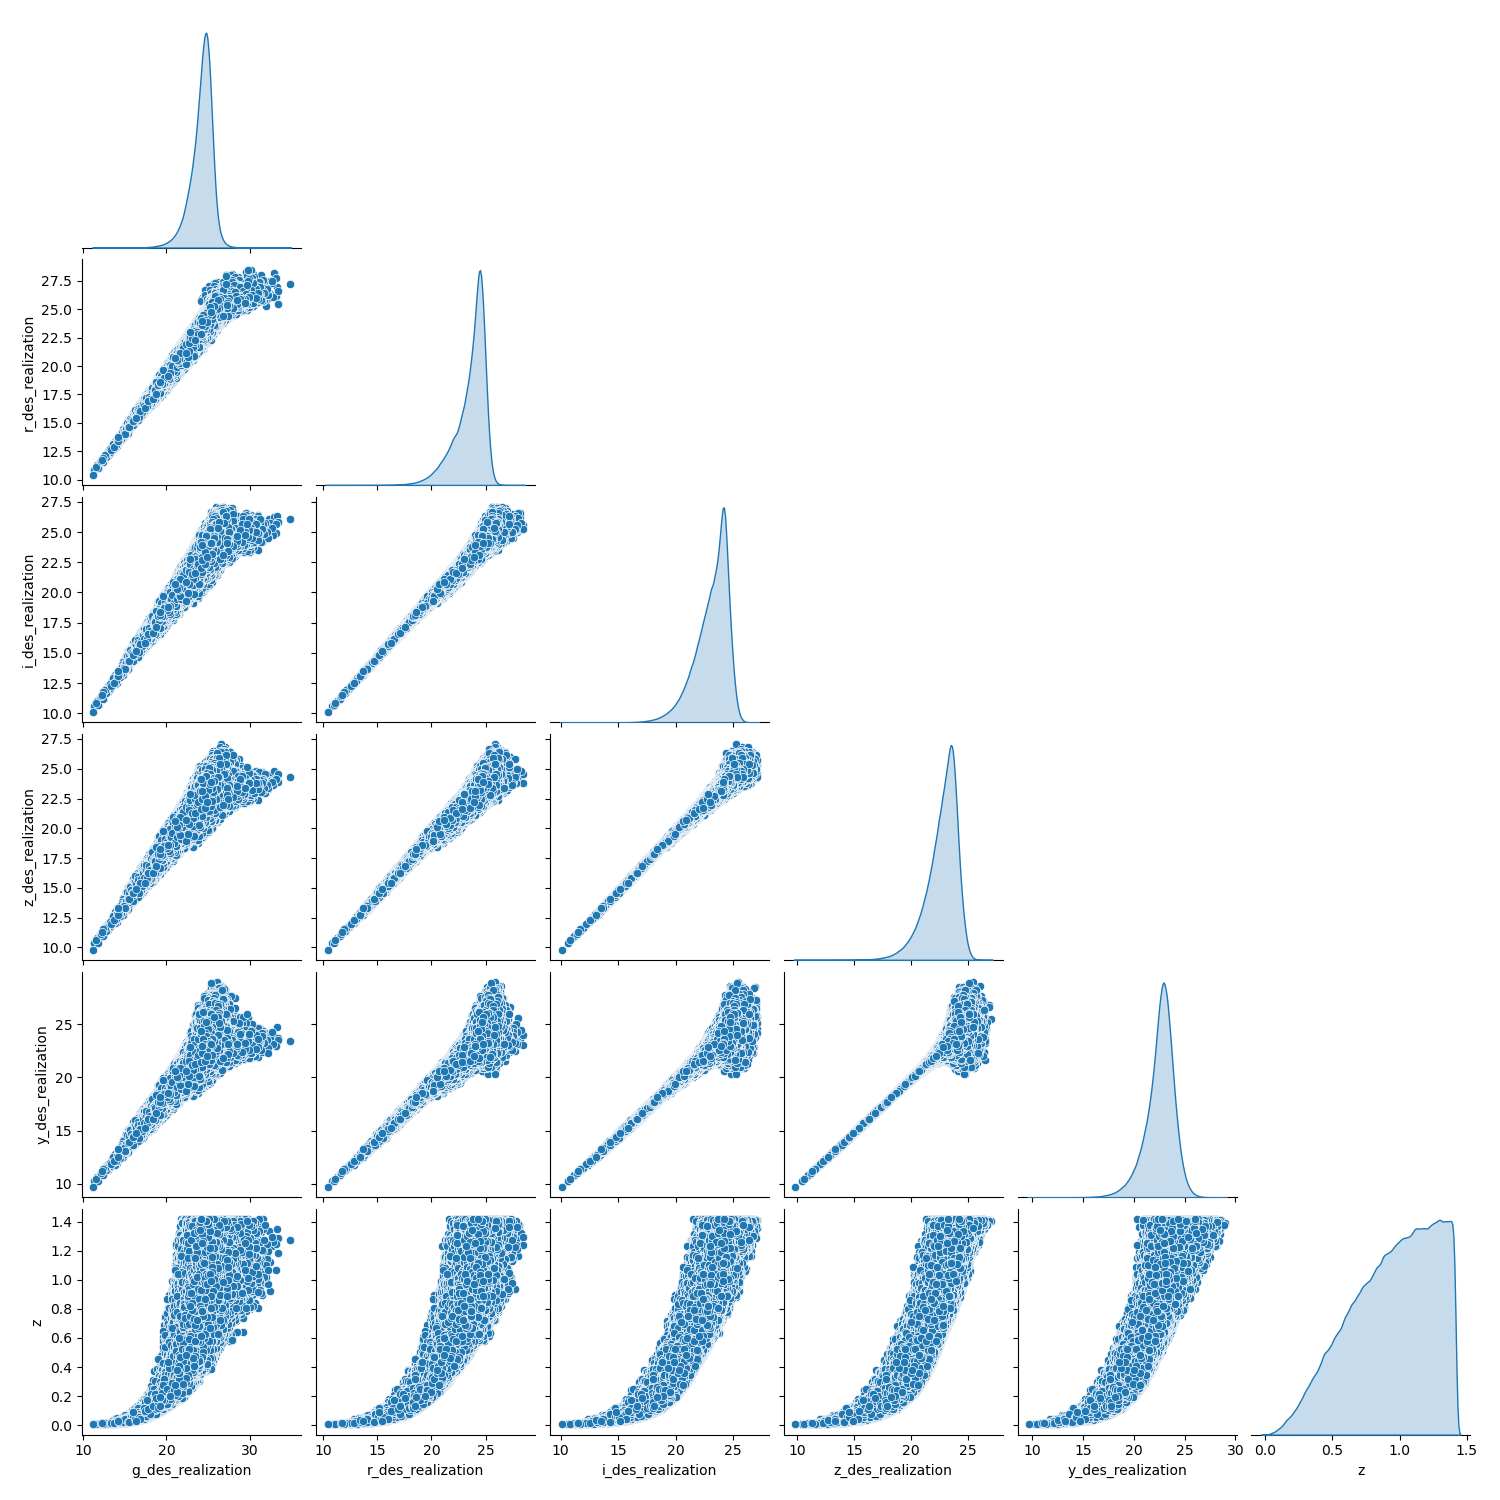 27.5
25.0
22.5
20.0
17.5
15.0
12.5
10.0
r_des_realization
27.5
25.0
22.5
20.0
17.5
15.0
12.5
10.0
i_des_realization
27.5
25.0
22.5
20.0
17.5
15.0
12.5
10.0
z_des_realization
25
20
15
10
y_des_realization
1.4
1.2
1.0
0.8
0.6
0.4
0.2
0.0
z
10 20 30
g_des_realization
10 15 20 25
r_des_realization
10 15 20 25
i_des_realization
10 15 20 25
z_des_realization
10 15 20 25 30
y_des_realization
0.0 0.5 1.0 1.5
z